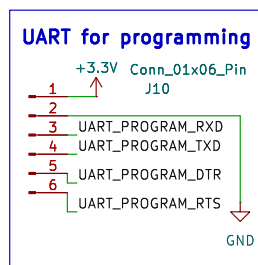 UART for programming
+3.3V
Conn_01x06_Pin
J10
1
2
3
UART_PROGRAM_RXD
4
UART_PROGRAM_TXD
5
UART_PROGRAM_DTR
6
UART_PROGRAM_RTS
GND